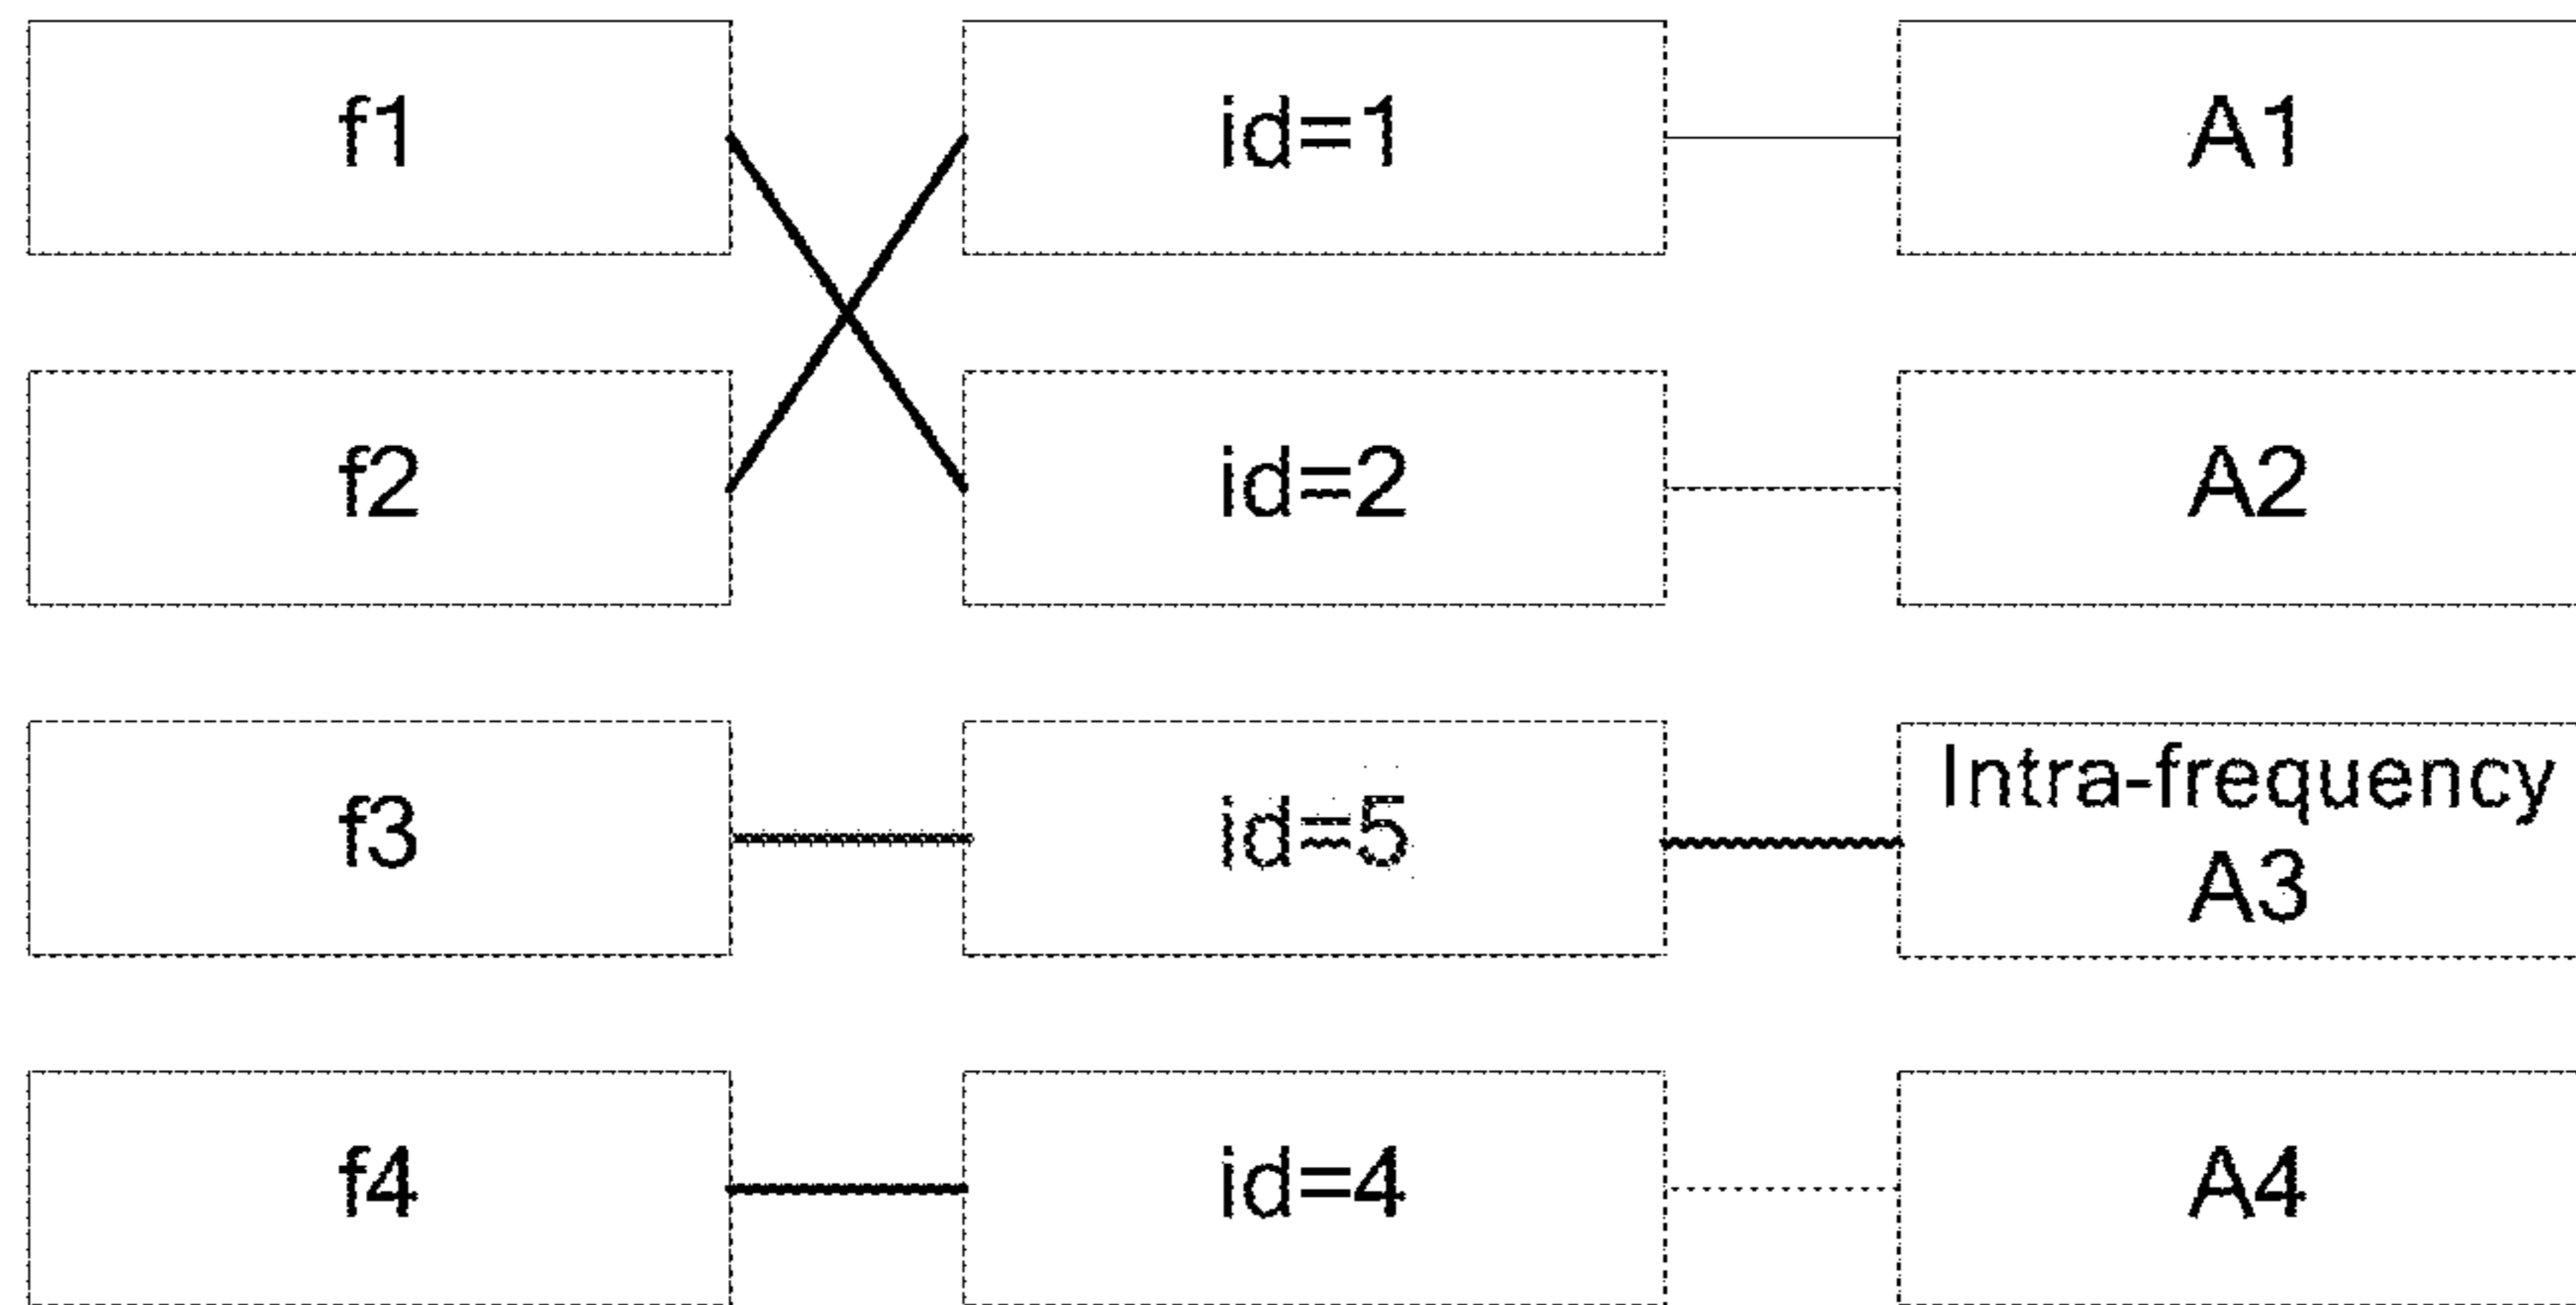 f1
id=1
A1
f2
id=2
A2
f3
id=5
Intra-frequency
A3
f4
id=4
A4